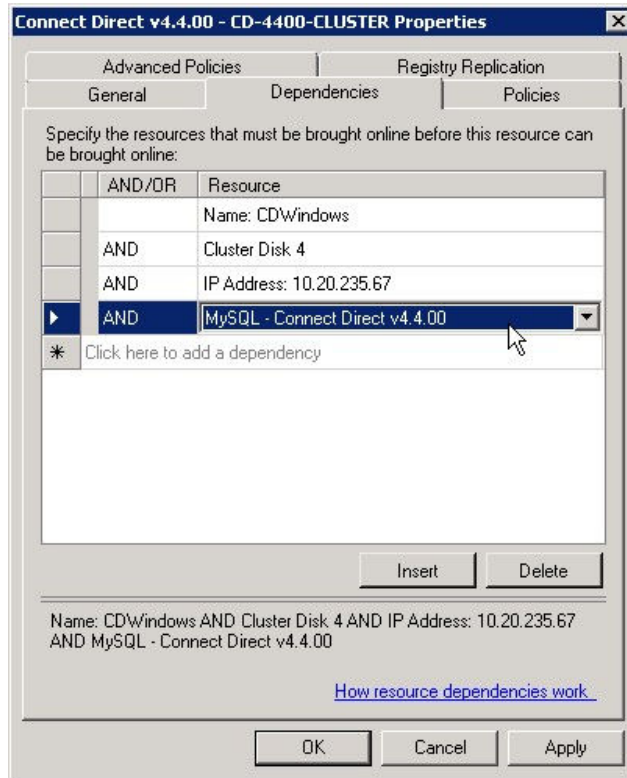 Connect Direct v4.4.00 - CD-4400-CLUSTER Properties
Advanced Policies Registry Replication
General Dependencies Policies
Specify the resources that must be brought online before this resource can
be brought online:
AND/OR Resource
Name: CDWindows
AND Cluster Disk 4
AND IP Address: 10.20.235.67
AND MySQL - Connect Direct v4.4.00
Click here to add a dependency
Insert Delete
Name: CDWindows AND Cluster Disk 4 AND IP Address: 10.20.235.67
AND MySQL - Connect Direct v4.4.00
How resource dependencies work
OK Cancel Apply